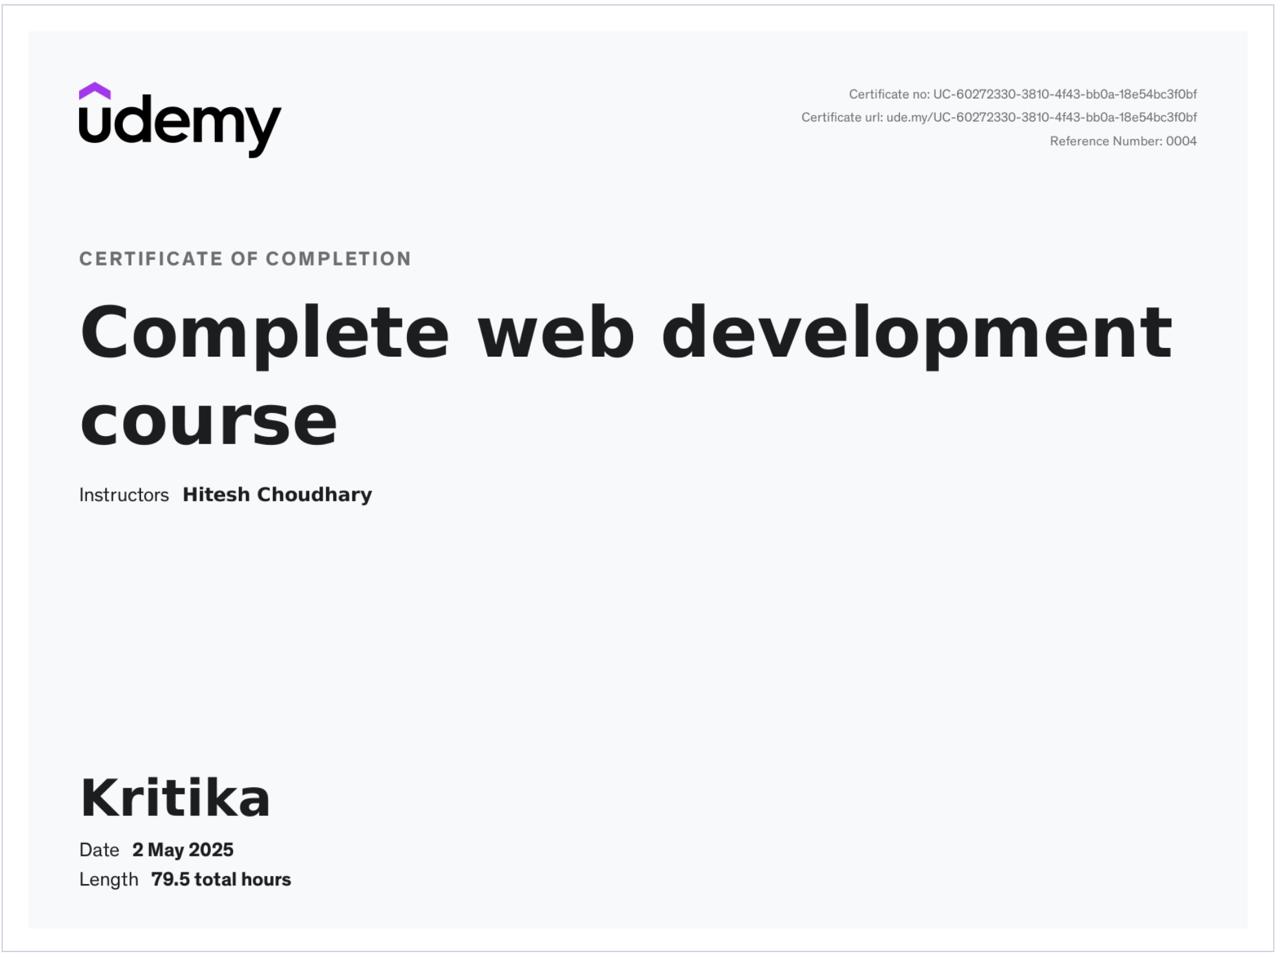 udemy
Certificate no: UC-60272330-3810-4f43-bb0a-18e54bc3f0bf
Certificate url: ude.my/UC-60272330-3810-4f43-bb0a-18e54bc3f0bf
Reference Number: 0004
CERTIFICATE OF COMPLETION
Complete web development
course
Instructors Hitesh Choudhary
Kritika
Date 2 May 2025
Length 79.5 total hours